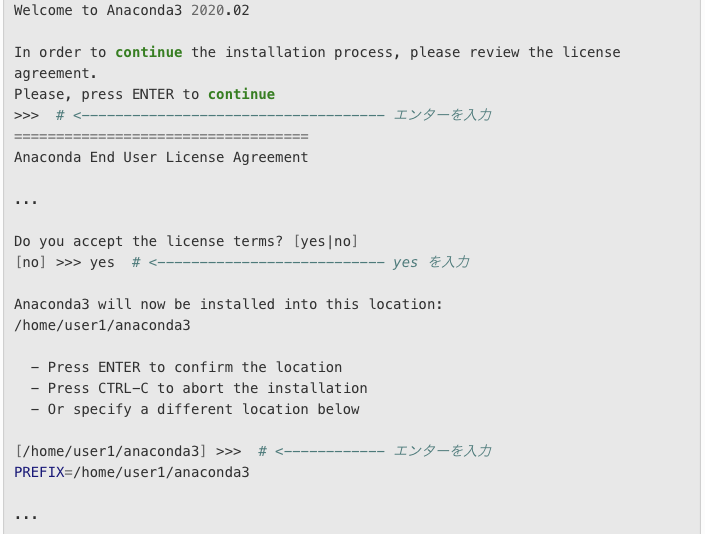 Welcome to Anaconda3 2020.02
In order to continue the installation process, please review the license
agreement.
Please, press ENTER to continue
>>>  # <------------------------------------ エンターを入力
===================================
Anaconda End User License Agreement
...
Do you accept the license terms? [yes|no]
[no] >>> yes  # <--------------------------- yes を入力
Anaconda3 will now be installed into this location:
/home/user1/anaconda3
- Press ENTER to confirm the location
- Press CTRL-C to abort the installation
- Or specify a different location below
[/home/user1/anaconda3] >>>  # <------------ エンターを入力
PREFIX=/home/user1/anaconda3
...